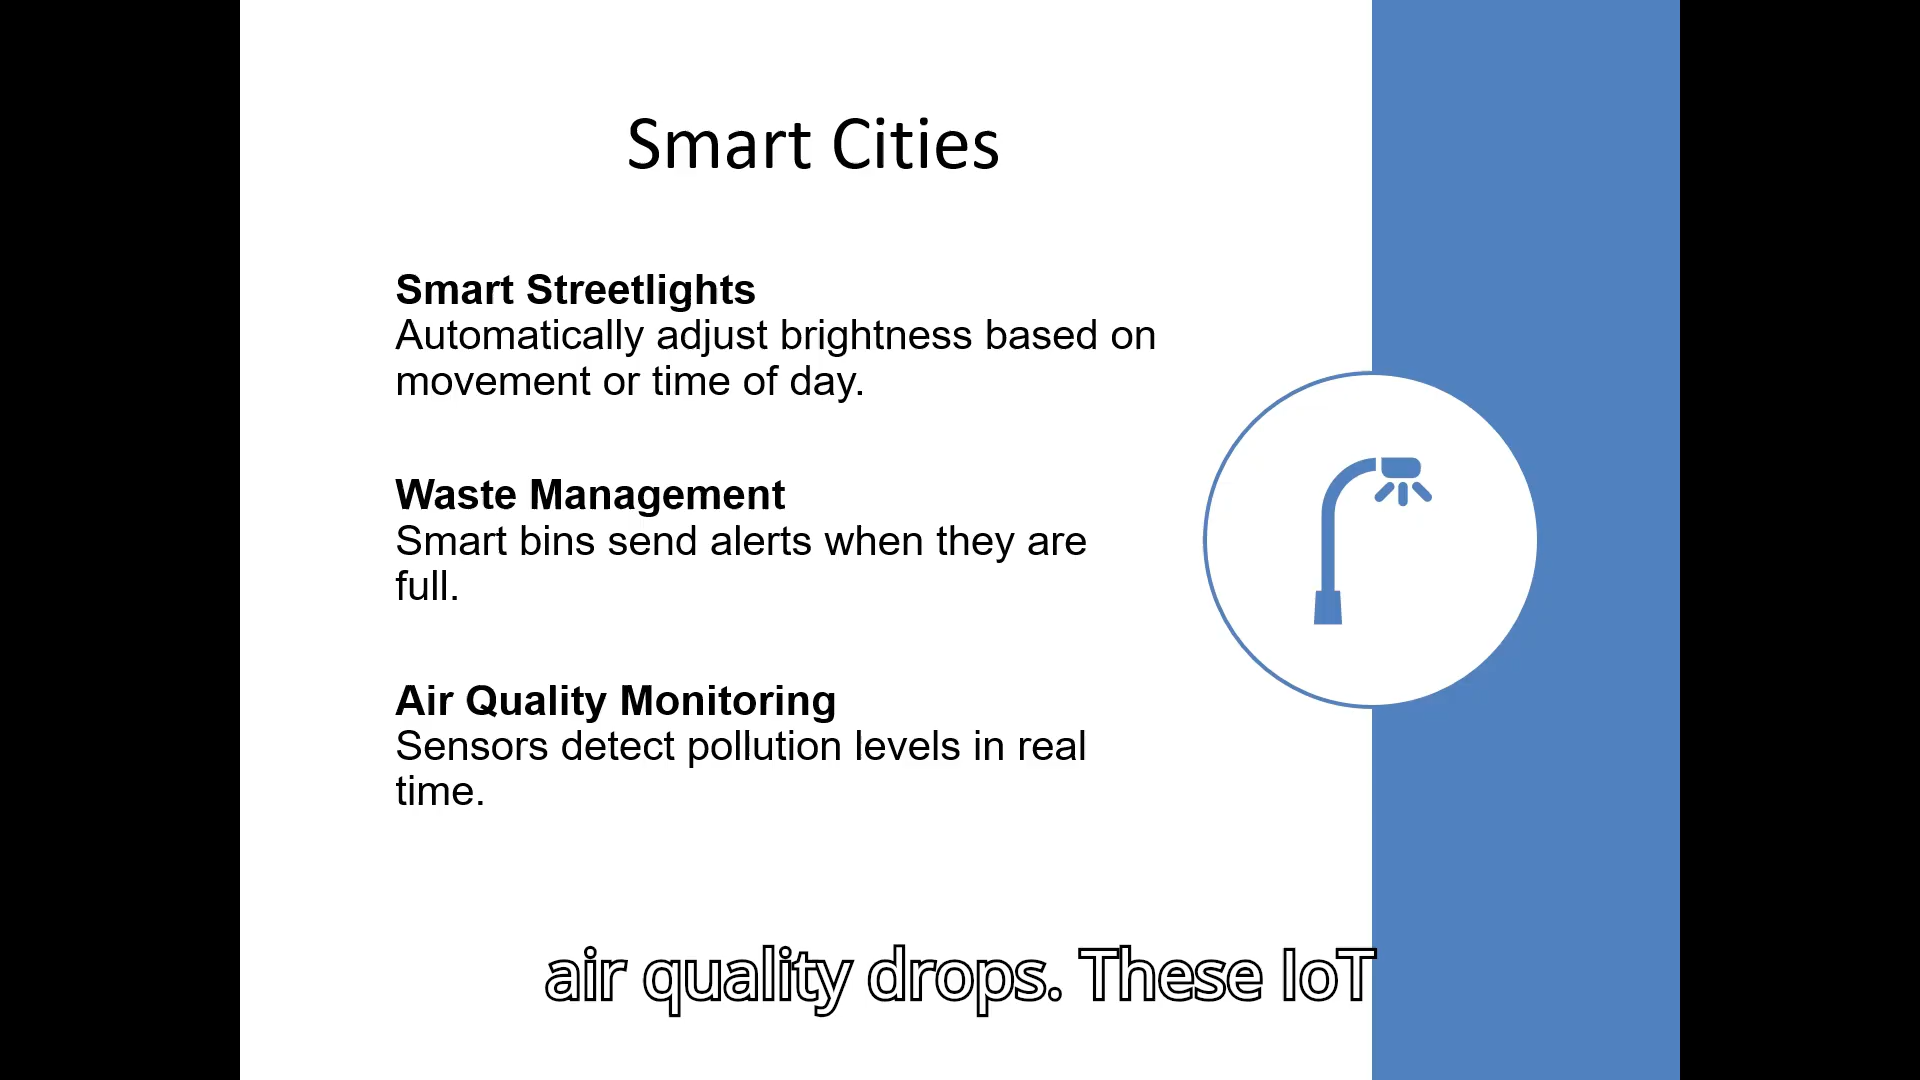 Smart Cities
Smart Streetlights
Automatically adjust brightness based on
movement or time of day.
Waste Management
Smart bins send alerts when they are
full.
Air Quality Monitoring
Sensors detect pollution levels in real
time.
air quality drops. These IoT